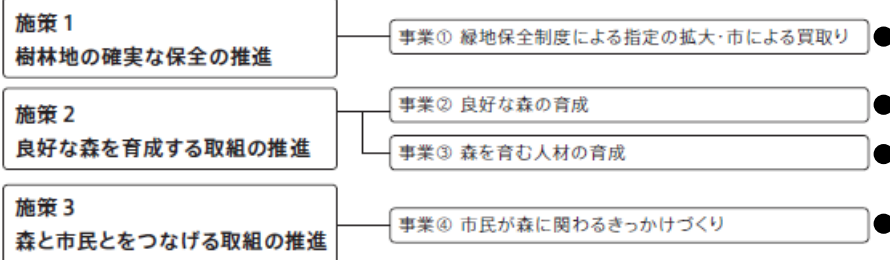 施策 1
樹林地の確実な保全の推進
事業① 緑地保全制度による指定の拡大・市による買取り
施策 2
良好な森を育成する取組の推進
事業② 良好な森の育成
事業③ 森を育む人材の育成
施策 3
森と市民とをつなげる取組の推進
事業④ 市民が森に関わるきっかけづくり